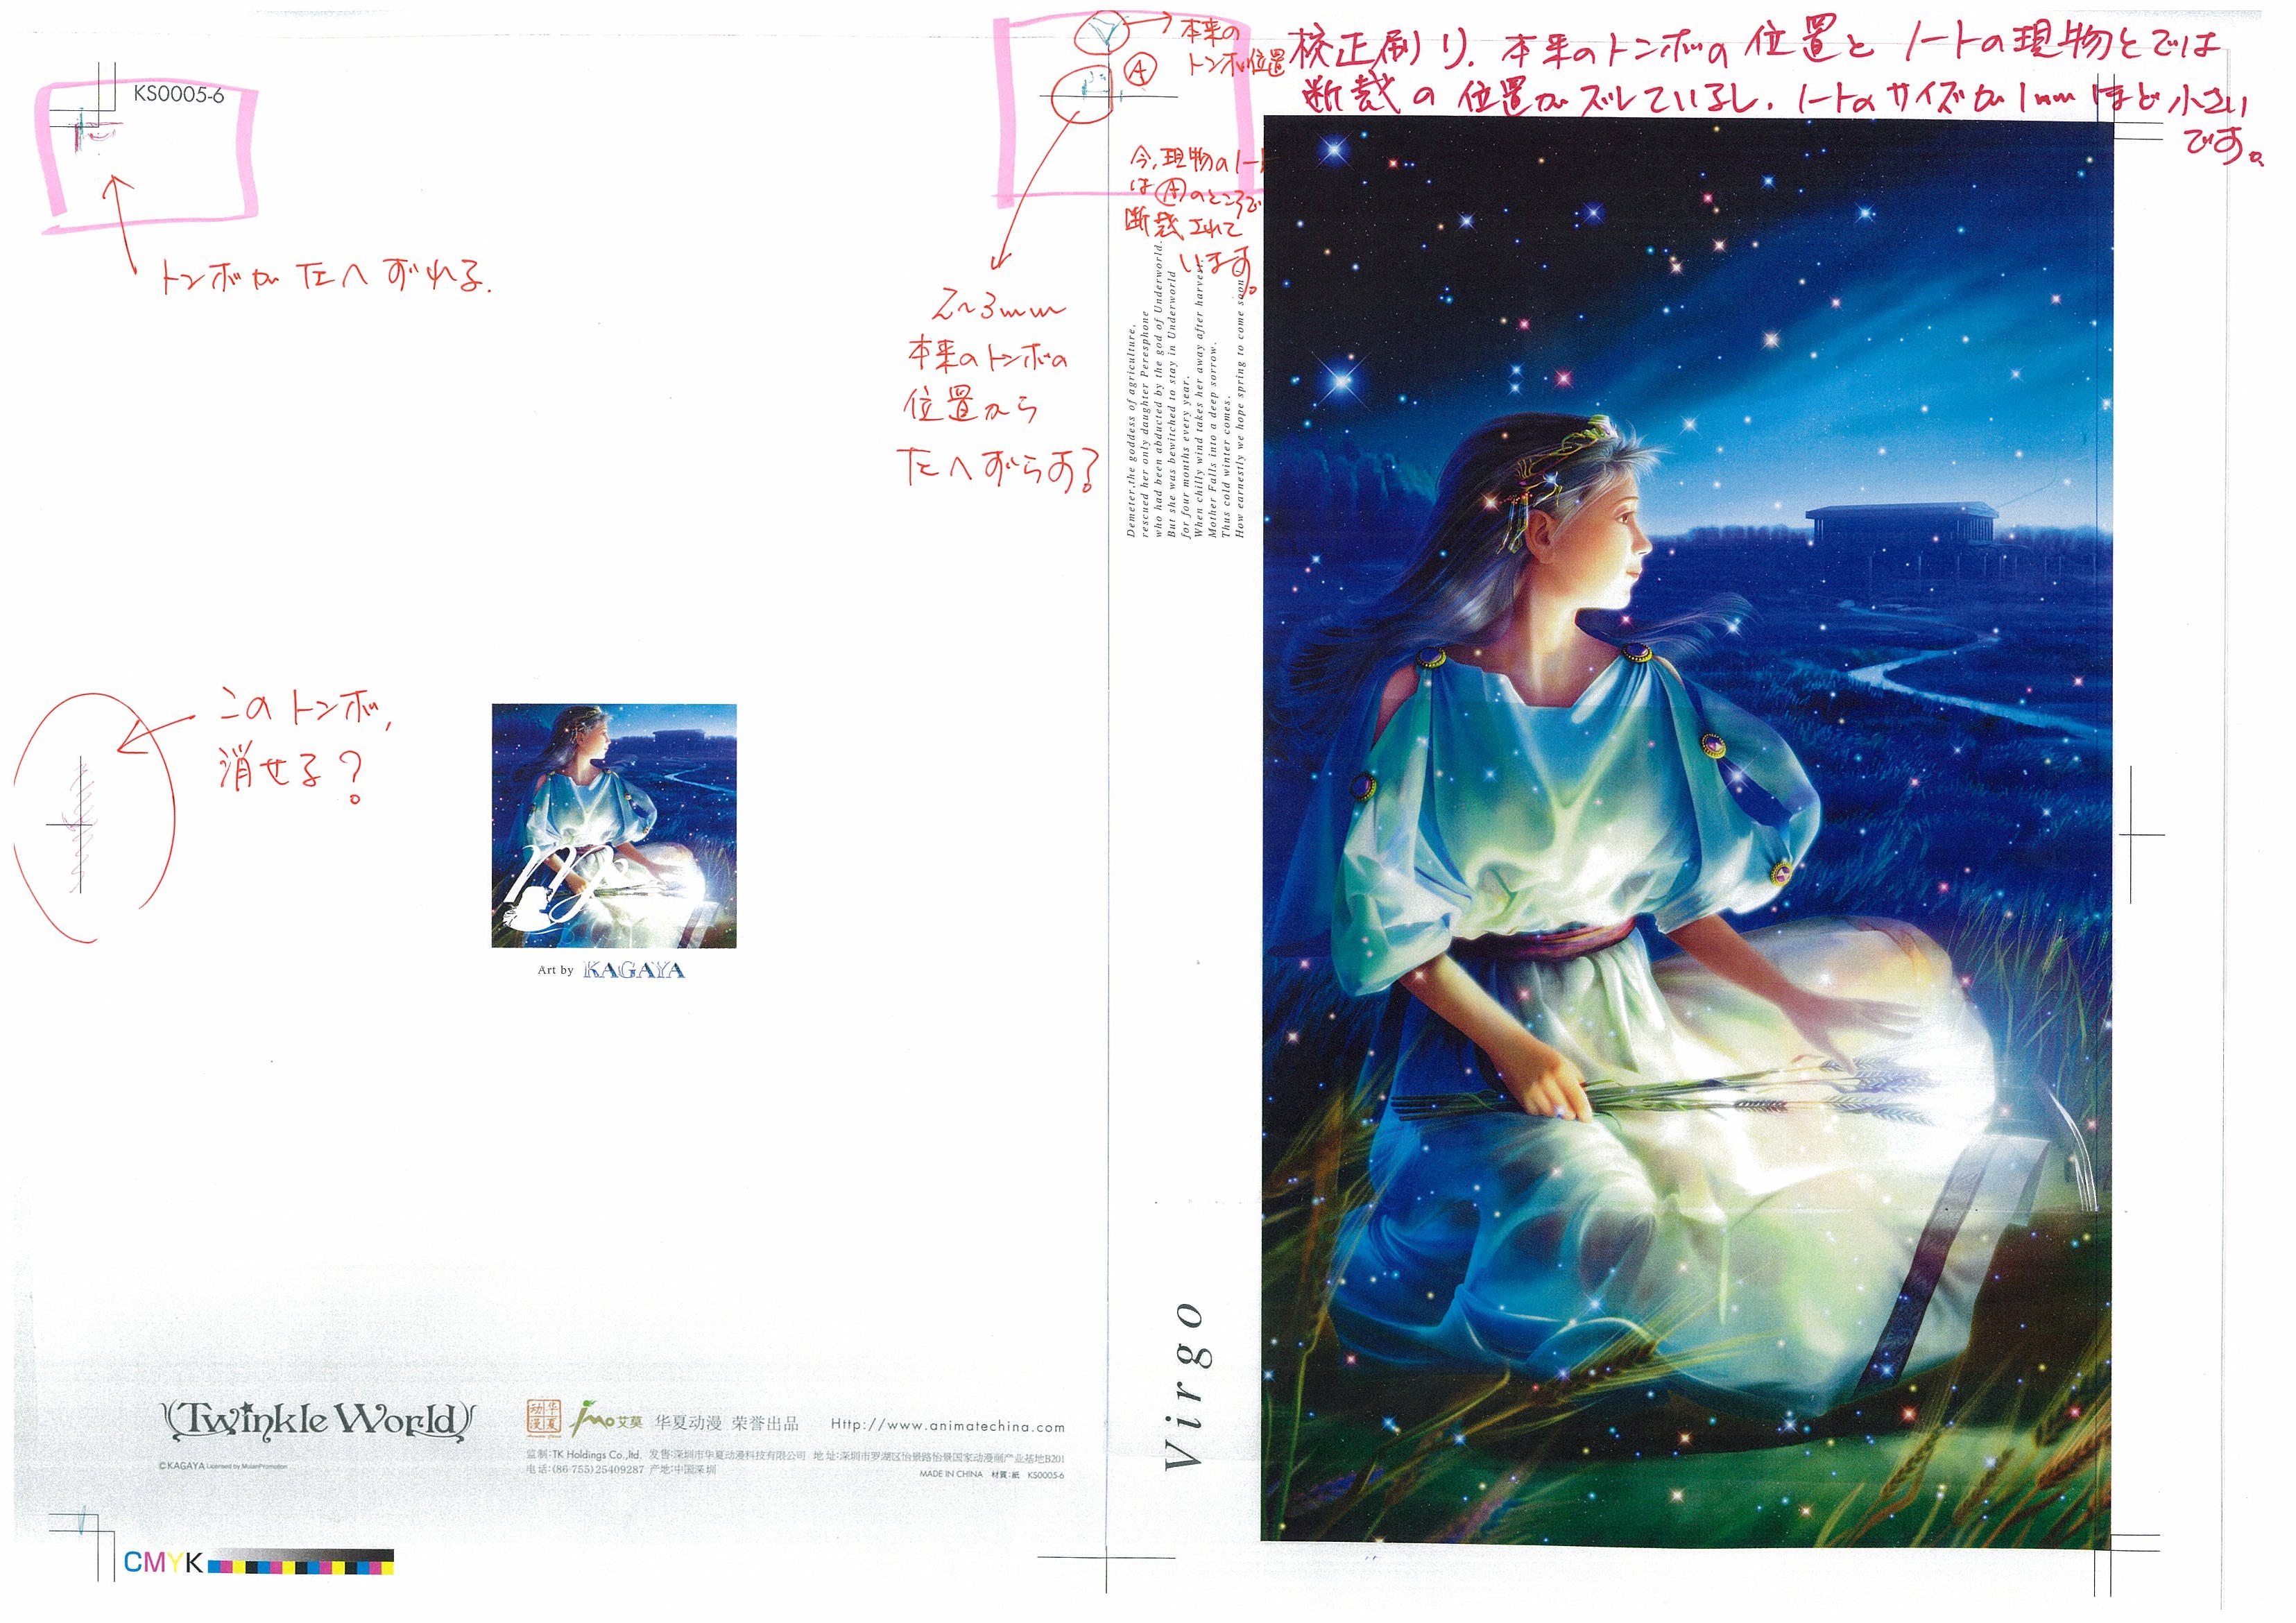 校正刷り、本来のトンボの位置とノートの現物とでは
断裁の位置がズレているし、ノートのサイズが1mmほど小さい
です。
本来の
トンボ位置
Ⓐ
KS0005-6
今、現物のノート
はⒶのところで
断裁されて
います。
トンボが左へずれる.
2~3mm
本来のトンボの
位置から
左へずらす?
Demeter,the goddess of agriculture,
rescued her only daughter Peresphone
who had been abducted by the god of Underworld.
But she was bewitched to stay in Underworld
for four months every year.
When chilly wind takes her away after harvest,
Mother Falls into a deep sorrow.
Thus cold winter comes.
How earnestly we hope spring to come soon
このトンボ,
消せる?
Art by KAGAYA
Virgo
Twinkle World
华夏动漫
imo艾莫 华夏动漫 荣誉出品 Http://www.animatechina.com
©KAGAYA Licensed by MulanPromotion
监制:TK Holdings Co.,ltd. 发售:深圳市华夏动漫科技有限公司 地址:深圳市罗湖区怡景路怡景国家动漫画产业基地B201
电话:(86-755)25409287 产地:中国深圳
MADE IN CHINA 材質:紙 KS0005-6
CMYK